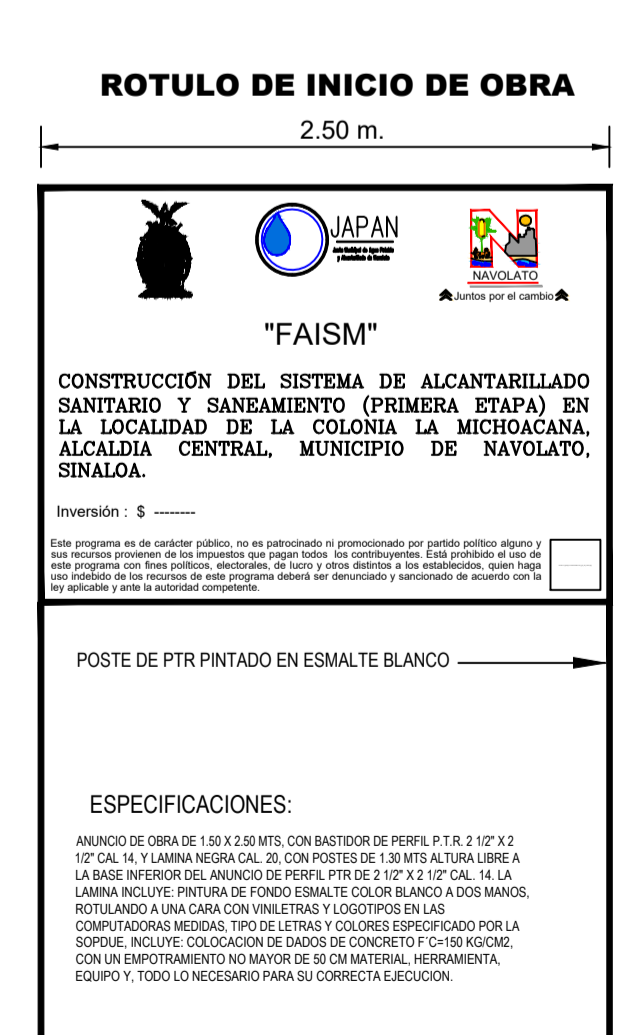 ROTULO DE INICIO DE OBRA
2.50 m.
JAPAN
Junta Municipal de Agua Potable
y Alcantarillado de Navolato
NAVOLATO
Juntos por el cambio
"FAISM"
CONSTRUCCIÓN DEL SISTEMA DE ALCANTARILLADO
SANITARIO Y SANEAMIENTO (PRIMERA ETAPA) EN
LA LOCALIDAD DE LA COLONIA LA MICHOACANA,
ALCALDIA CENTRAL, MUNICIPIO DE NAVOLATO,
SINALOA.
Inversión : $ --------
Este programa es de carácter público, no es patrocinado ni promocionado por partido político alguno y
sus recursos provienen de los impuestos que pagan todos los contribuyentes. Está prohibido el uso de
este programa con fines políticos, electorales, de lucro y otros distintos a los establecidos, quien haga
uso indebido de los recursos de este programa deberá ser denunciado y sancionado de acuerdo con la
ley aplicable y ante la autoridad competente.
POSTE DE PTR PINTADO EN ESMALTE BLANCO
ESPECIFICACIONES:
ANUNCIO DE OBRA DE 1.50 X 2.50 MTS, CON BASTIDOR DE PERFIL P.T.R. 2 1/2" X 2
1/2" CAL 14, Y LAMINA NEGRA CAL. 20, CON POSTES DE 1.30 MTS ALTURA LIBRE A
LA BASE INFERIOR DEL ANUNCIO DE PERFIL PTR DE 2 1/2" X 2 1/2" CAL. 14. LA
LAMINA INCLUYE: PINTURA DE FONDO ESMALTE COLOR BLANCO A DOS MANOS,
ROTULANDO A UNA CARA CON VINILETRAS Y LOGOTIPOS EN LAS
COMPUTADORAS MEDIDAS, TIPO DE LETRAS Y COLORES ESPECIFICADO POR LA
SOPDUE, INCLUYE: COLOCACION DE DADOS DE CONCRETO F´C=150 KG/CM2,
CON UN EMPOTRAMIENTO NO MAYOR DE 50 CM MATERIAL, HERRAMIENTA,
EQUIPO Y, TODO LO NECESARIO PARA SU CORRECTA EJECUCION.